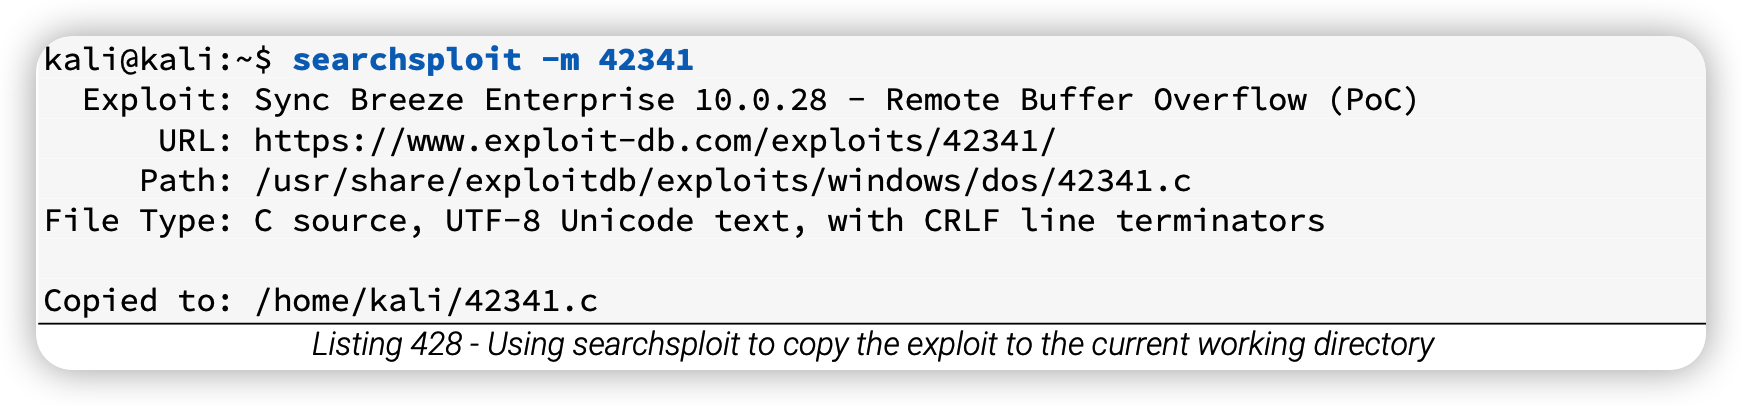 kali@kali:~$ searchsploit -m 42341
Exploit: Sync Breeze Enterprise 10.0.28 - Remote Buffer Overflow (PoC)
URL: https://www.exploit-db.com/exploits/42341/
Path: /usr/share/exploitdb/exploits/windows/dos/42341.c
File Type: C source, UTF-8 Unicode text, with CRLF line terminators
Copied to: /home/kali/42341.c
Listing 428 - Using searchsploit to copy the exploit to the current working directory